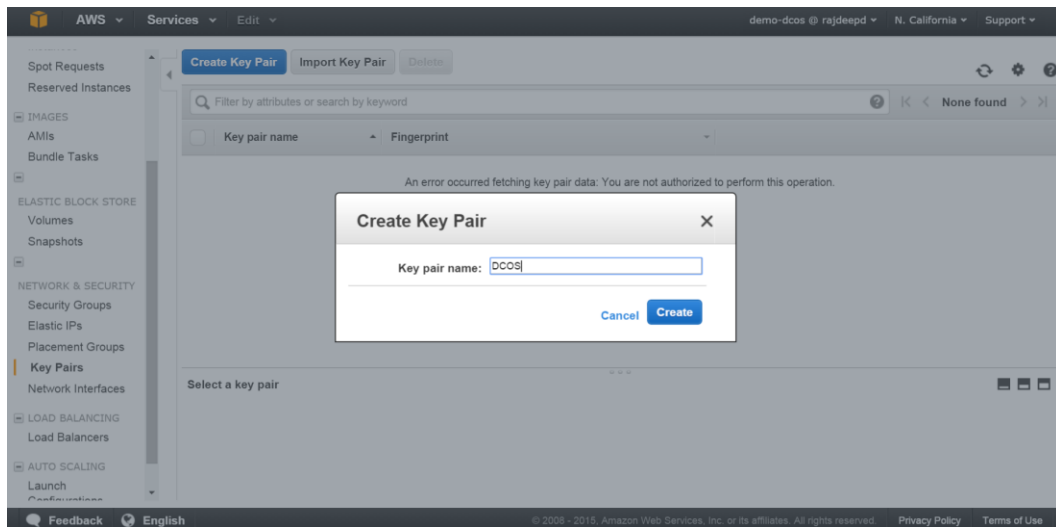 AWS Services Edit demo-dcos @ rajdeepd N. California Support
Spot Requests
Reserved Instances
IMAGES
AMIs
Bundle Tasks
ELASTIC BLOCK STORE
Volumes
Snapshots
NETWORK & SECURITY
Security Groups
Elastic IPs
Placement Groups
Key Pairs
Network Interfaces
LOAD BALANCING
Load Balancers
AUTO SCALING
Launch
Create Key Pair Import Key Pair Delete
Filter by attributes or search by keyword None found
Key pair name Fingerprint
An error occurred fetching key pair data: You are not authorized to perform this operation.
Create Key Pair
Key pair name: DCOS
Cancel Create
Select a key pair
Feedback English © 2008 - 2015, Amazon Web Services, Inc. or its affiliates. All rights reserved. Privacy Policy Terms of Use